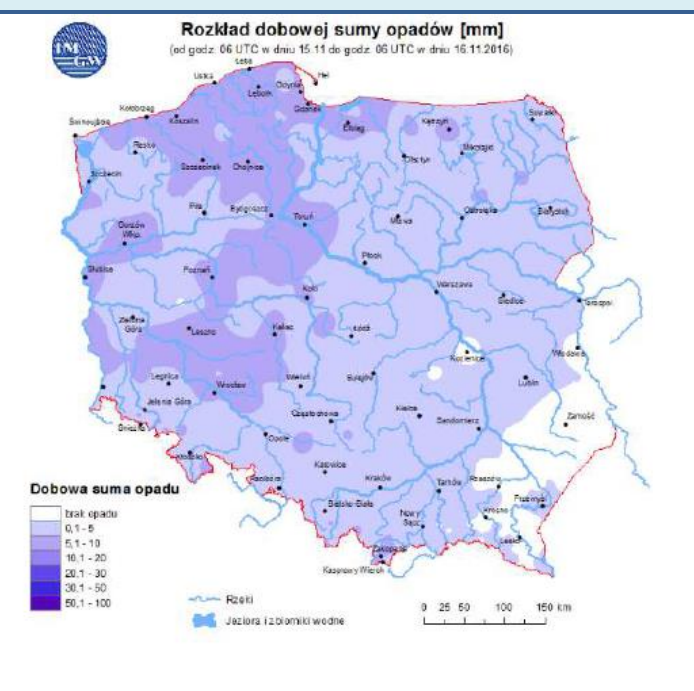 IM
GW
Rozkład dobowej sumy opadów [mm]
(od godz. 06 UTC w dniu 15.11 do godz. 06 UTC w dniu 16.11.2016)
Łeba
Hel
Ustka
Gdynia
Lębork
Gdańsk
Kołobrzeg
Koszalin
Świnoujście
Elbląg
Kętrzyn
Suwałki
Resko
Szczecinek
Chojnice
Olsztyn
Mikołajki
Szczecin
Piła
Bydgoszcz
Toruń
Mława
Ostrołęka
Białystok
Gorzów
Wlkp.
Płock
Słubice
Poznań
Koło
Warszawa
Siedlce
Terespol
Zielona
Góra
Leszno
Kalisz
Łódź
Kozienice
Włodawa
Legnica
Wrocław
Wieluń
Sulejów
Lublin
Jelenia Góra
Śnieżka
Częstochowa
Kielce
Sandomierz
Zamość
Opole
Kłodzko
Katowice
Racibórz
Kraków
Tarnów
Rzeszów
Bielsko-Biała
Nowy
Sącz
Krosno
Przemyśl
Lesko
Zakopane
Kasprowy Wierch
Dobowa suma opadu
brak opadu
0,1 - 5
5,1 - 10
10,1 - 20
20,1 - 30
30,1 - 50
50,1 - 100
Rzeki
Jeziora i zbiorniki wodne
0 25 50 100 150 km